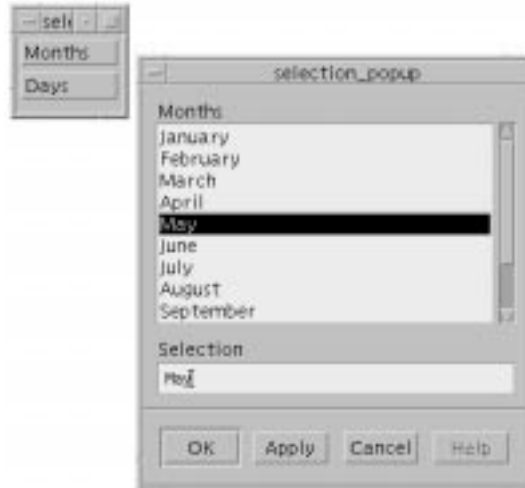 sele
Months
Days
selection_popup
Months
January
February
March
April
May
June
July
August
September
Selection
May
OK Apply Cancel Help